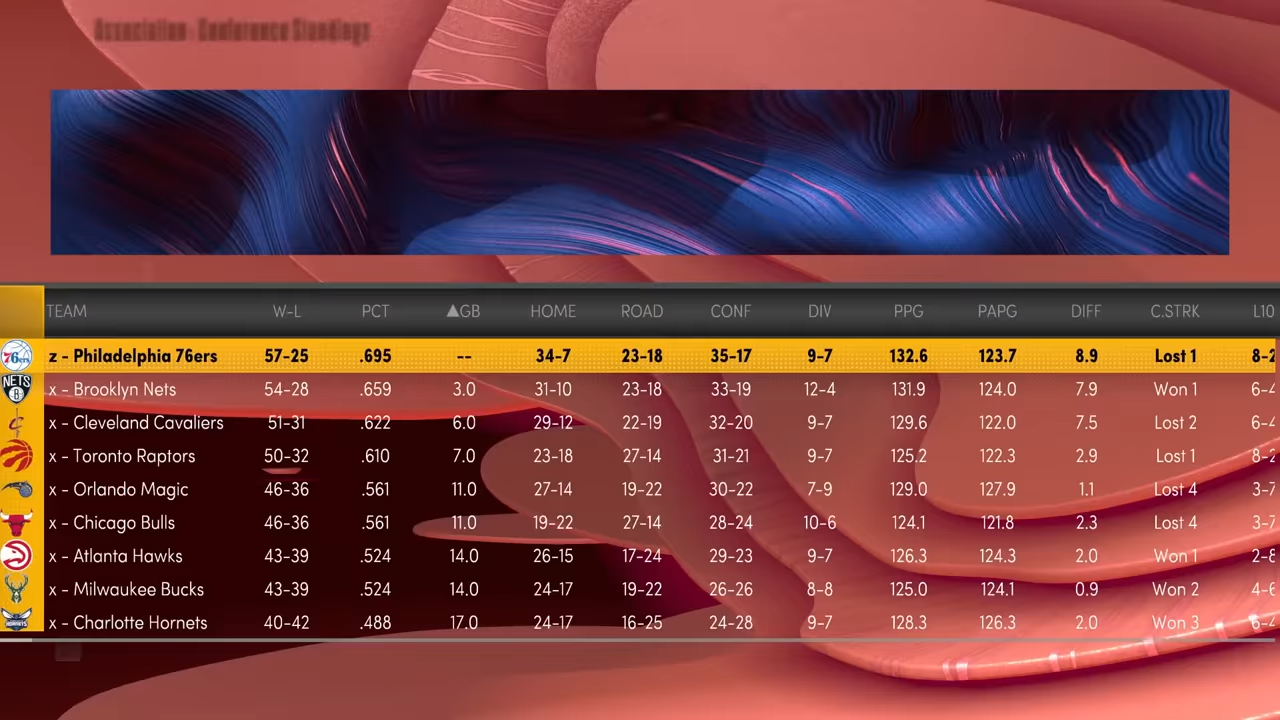 Association - Conference Standings
TEAM W-L PCT ▲GB HOME ROAD CONF DIV PPG PAPG DIFF C.STRK L10
76ers z - Philadelphia 76ers 57-25 .695 -- 34-7 23-18 35-17 9-7 132.6 123.7 8.9 Lost 1 8-2
NETS B x - Brooklyn Nets 54-28 .659 3.0 31-10 23-18 33-19 12-4 131.9 124.0 7.9 Won 1 6-4
x - Cleveland Cavaliers 51-31 .622 6.0 29-12 22-19 32-20 9-7 129.6 122.0 7.5 Lost 2 6-4
x - Toronto Raptors 50-32 .610 7.0 23-18 27-14 31-21 9-7 125.2 122.3 2.9 Lost 1 8-2
x - Orlando Magic 46-36 .561 11.0 27-14 19-22 30-22 7-9 129.0 127.9 1.1 Lost 4 3-7
x - Chicago Bulls 46-36 .561 11.0 19-22 27-14 28-24 10-6 124.1 121.8 2.3 Lost 4 3-7
x - Atlanta Hawks 43-39 .524 14.0 26-15 17-24 29-23 9-7 126.3 124.3 2.0 Won 1 2-8
x - Milwaukee Bucks 43-39 .524 14.0 24-17 19-22 26-26 8-8 125.0 124.1 0.9 Won 2 4-6
HORNETS x - Charlotte Hornets 40-42 .488 17.0 24-17 16-25 24-28 9-7 128.3 126.3 2.0 Won 3 6-4